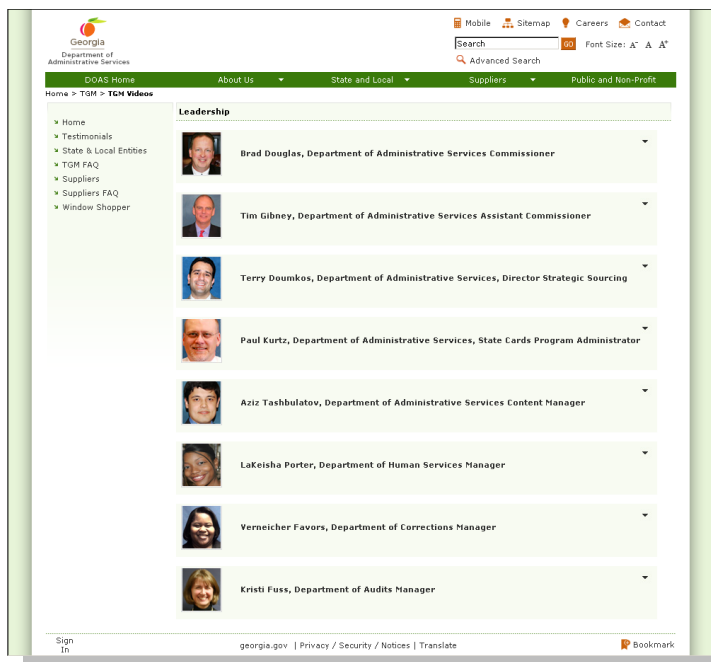 Mobile Sitemap Careers Contact
Georgia
Department of
Administrative Services
Search GO Font Size: A- A A+
Advanced Search
DOAS Home About Us State and Local Suppliers Public and Non-Profit
Home > TGM > TGM Videos
Home
Testimonials
State & Local Entities
TGM FAQ
Suppliers
Suppliers FAQ
Window Shopper
Leadership
Brad Douglas, Department of Administrative Services Commissioner
Tim Gibney, Department of Administrative Services Assistant Commissioner
Terry Doumkos, Department of Administrative Services, Director Strategic Sourcing
Paul Kurtz, Department of Administrative Services, State Cards Program Administrator
Aziz Tashbulatov, Department of Administrative Services Content Manager
LaKeisha Porter, Department of Human Services Manager
Verneicher Favors, Department of Corrections Manager
Kristi Fuss, Department of Audits Manager
Sign
In
georgia.gov | Privacy / Security / Notices | Translate
Bookmark